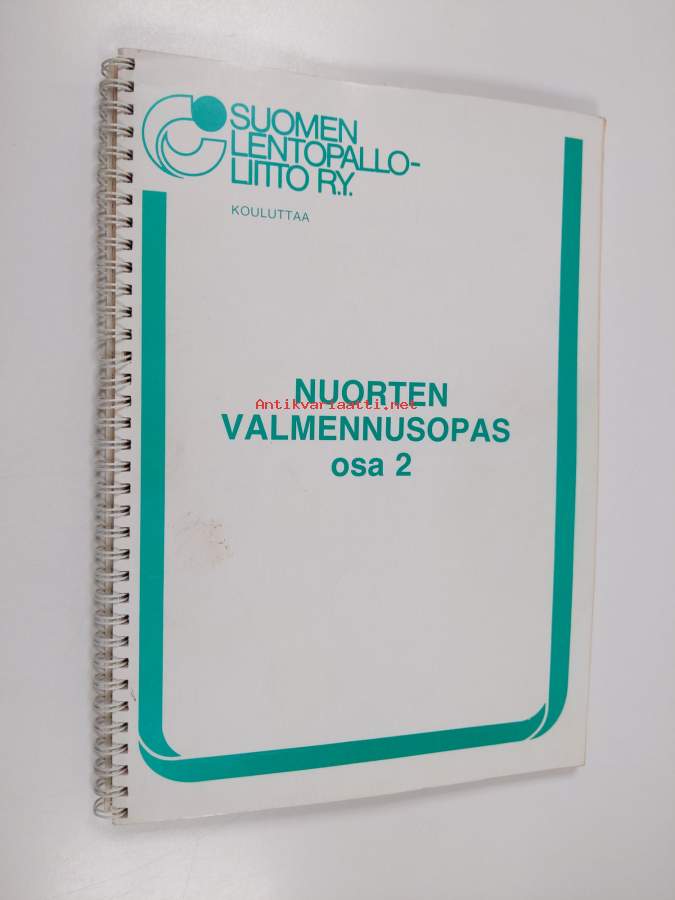 SUOMEN
LENTOPALLO-
LIITTO R.Y.
KOULUTTAA
NUORTEN
Antikvariaatti.net
VALMENNUSOPAS
osa 2